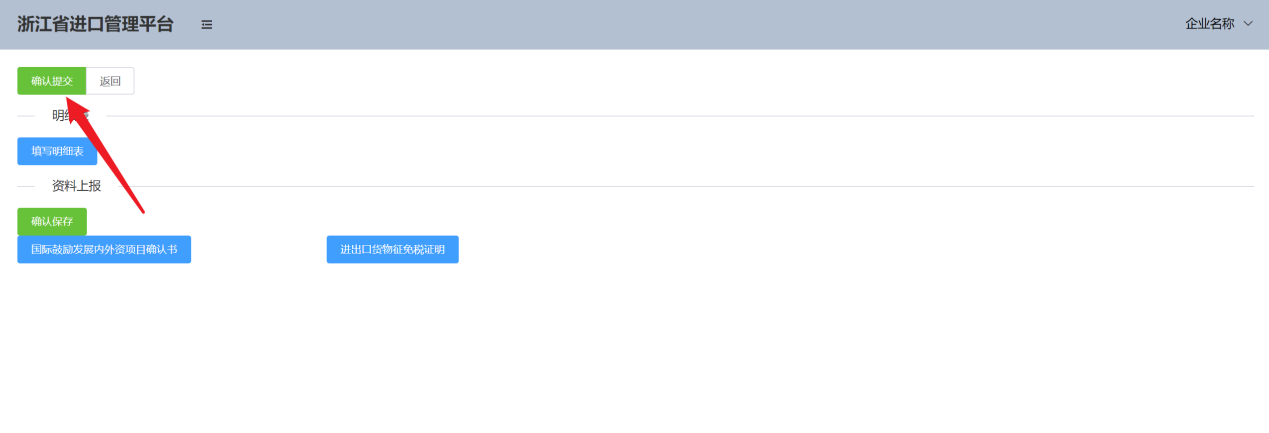 浙江省进口管理平台
企业名称
确认提交 返回
明细
填写明细表
资料上报
确认保存
国际鼓励发展内外资项目确认书 进出口货物征免税证明